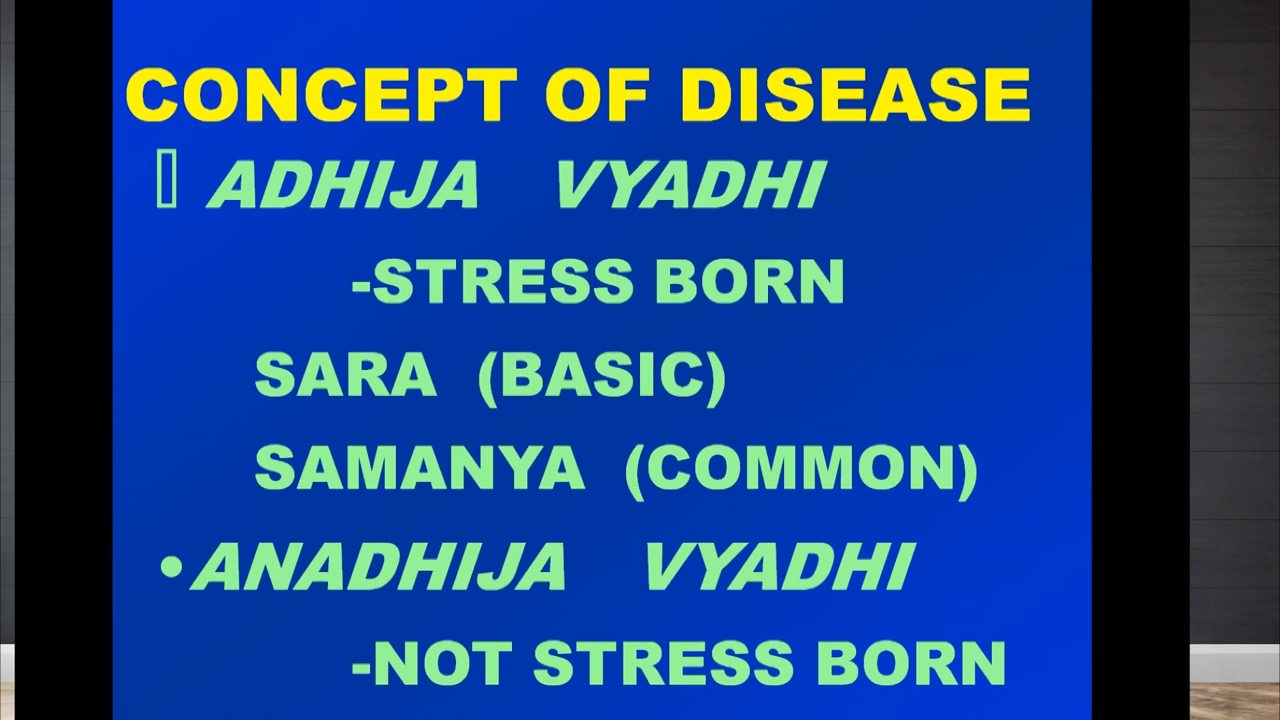 CONCEPT OF DISEASE
ADHIJA VYADHI
-STRESS BORN
SARA (BASIC)
SAMANYA (COMMON)
•ANADHIJA VYADHI
-NOT STRESS BORN